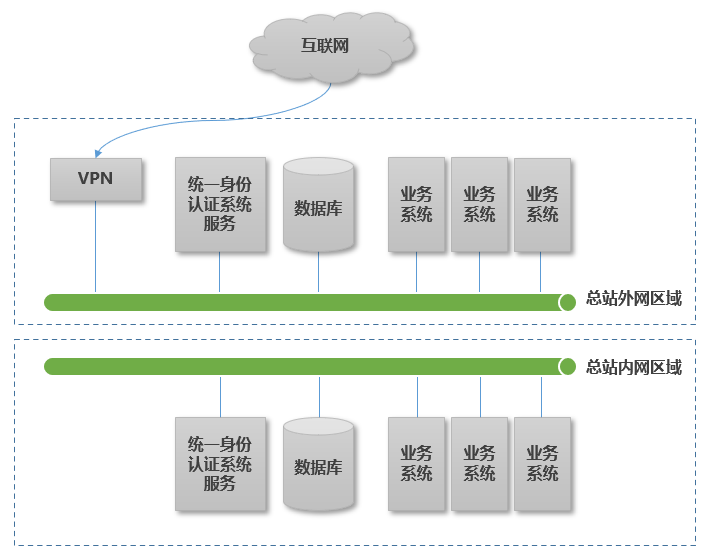 互联网
VPN
统一身份
认证系统
服务
数据库
业务
系统
业务
系统
业务
系统
总站外网区域
总站内网区域
统一身份
认证系统
服务
数据库
业务
系统
业务
系统
业务
系统